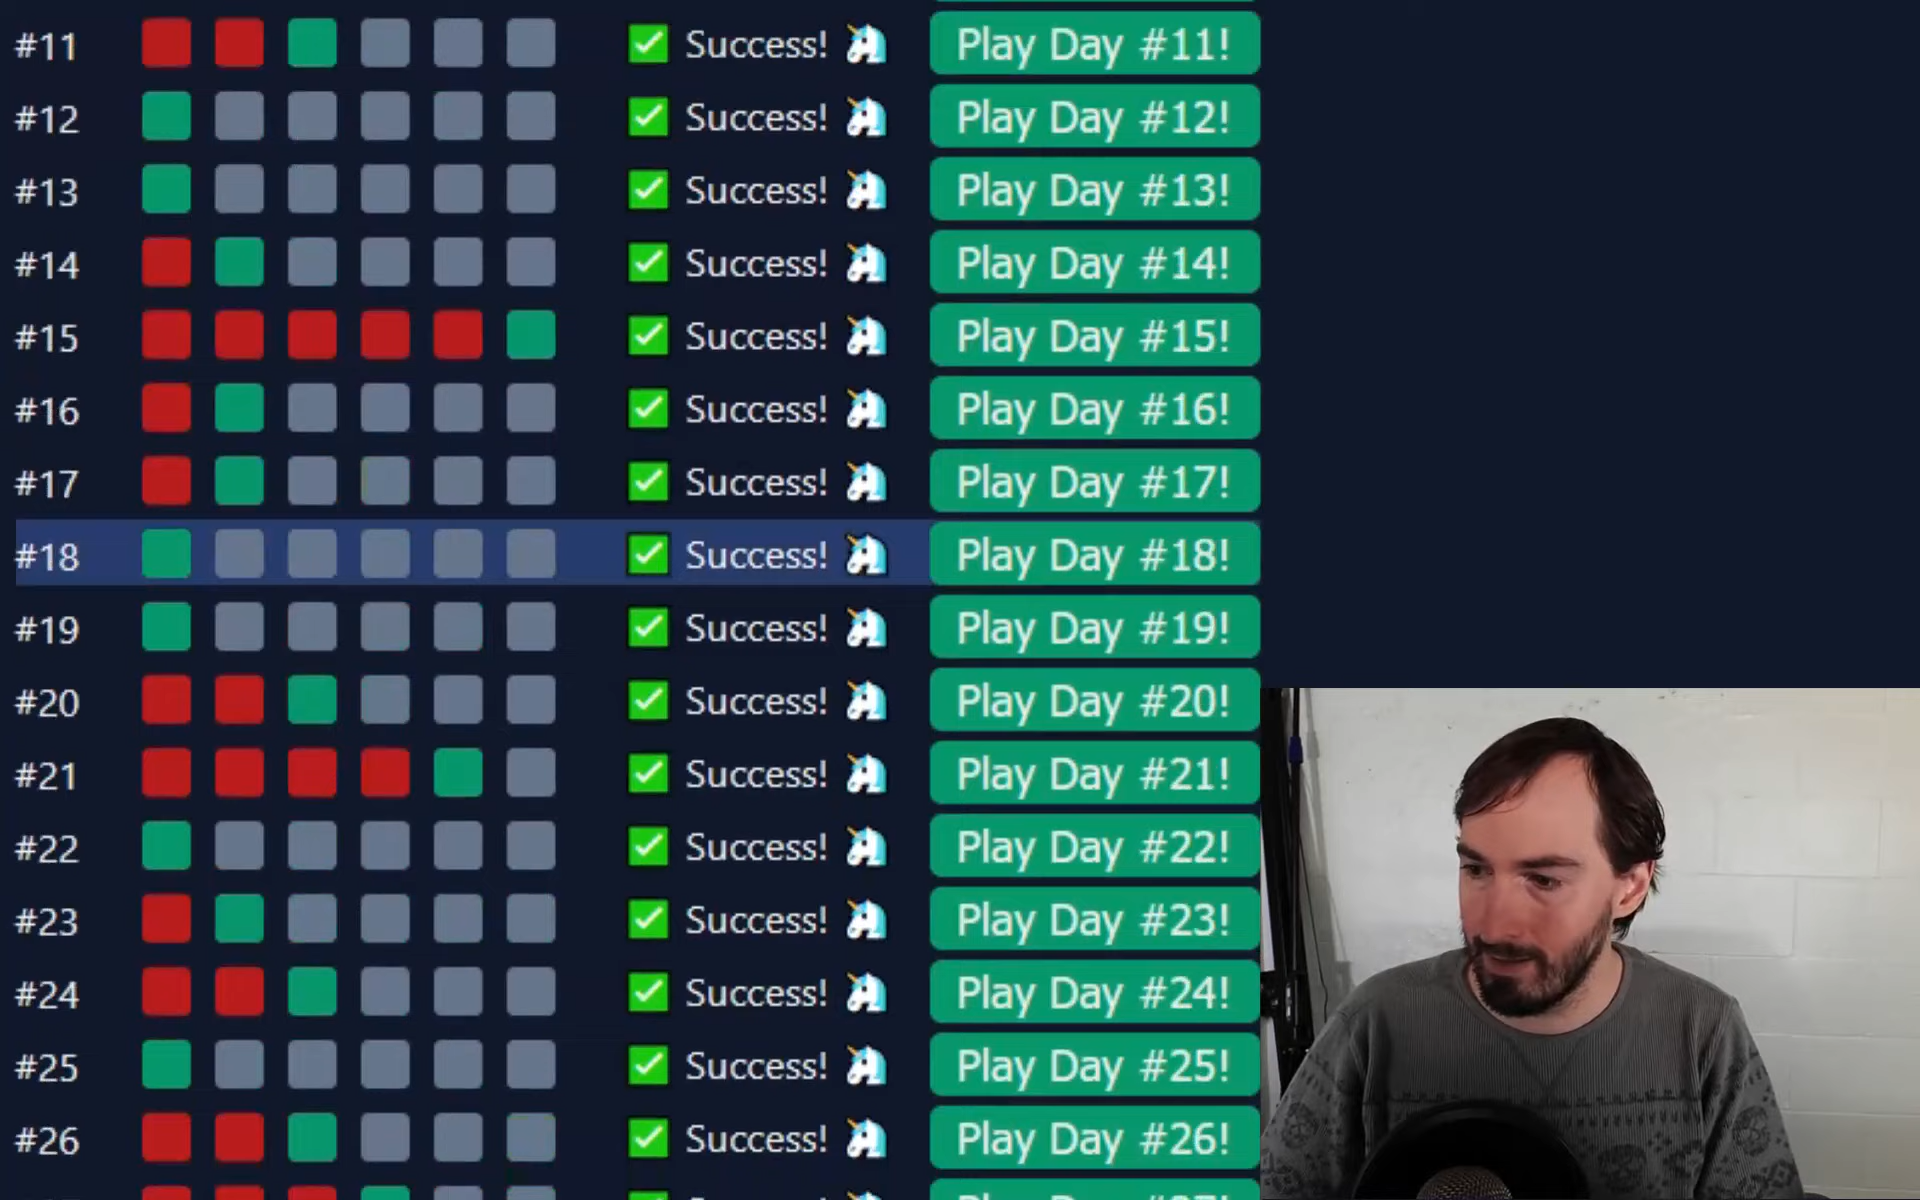 #11 Success! Play Day #11!
#12 Success! Play Day #12!
#13 Success! Play Day #13!
#14 Success! Play Day #14!
#15 Success! Play Day #15!
#16 Success! Play Day #16!
#17 Success! Play Day #17!
#18 Success! Play Day #18!
#19 Success! Play Day #19!
#20 Success! Play Day #20!
#21 Success! Play Day #21!
#22 Success! Play Day #22!
#23 Success! Play Day #23!
#24 Success! Play Day #24!
#25 Success! Play Day #25!
#26 Success! Play Day #26!